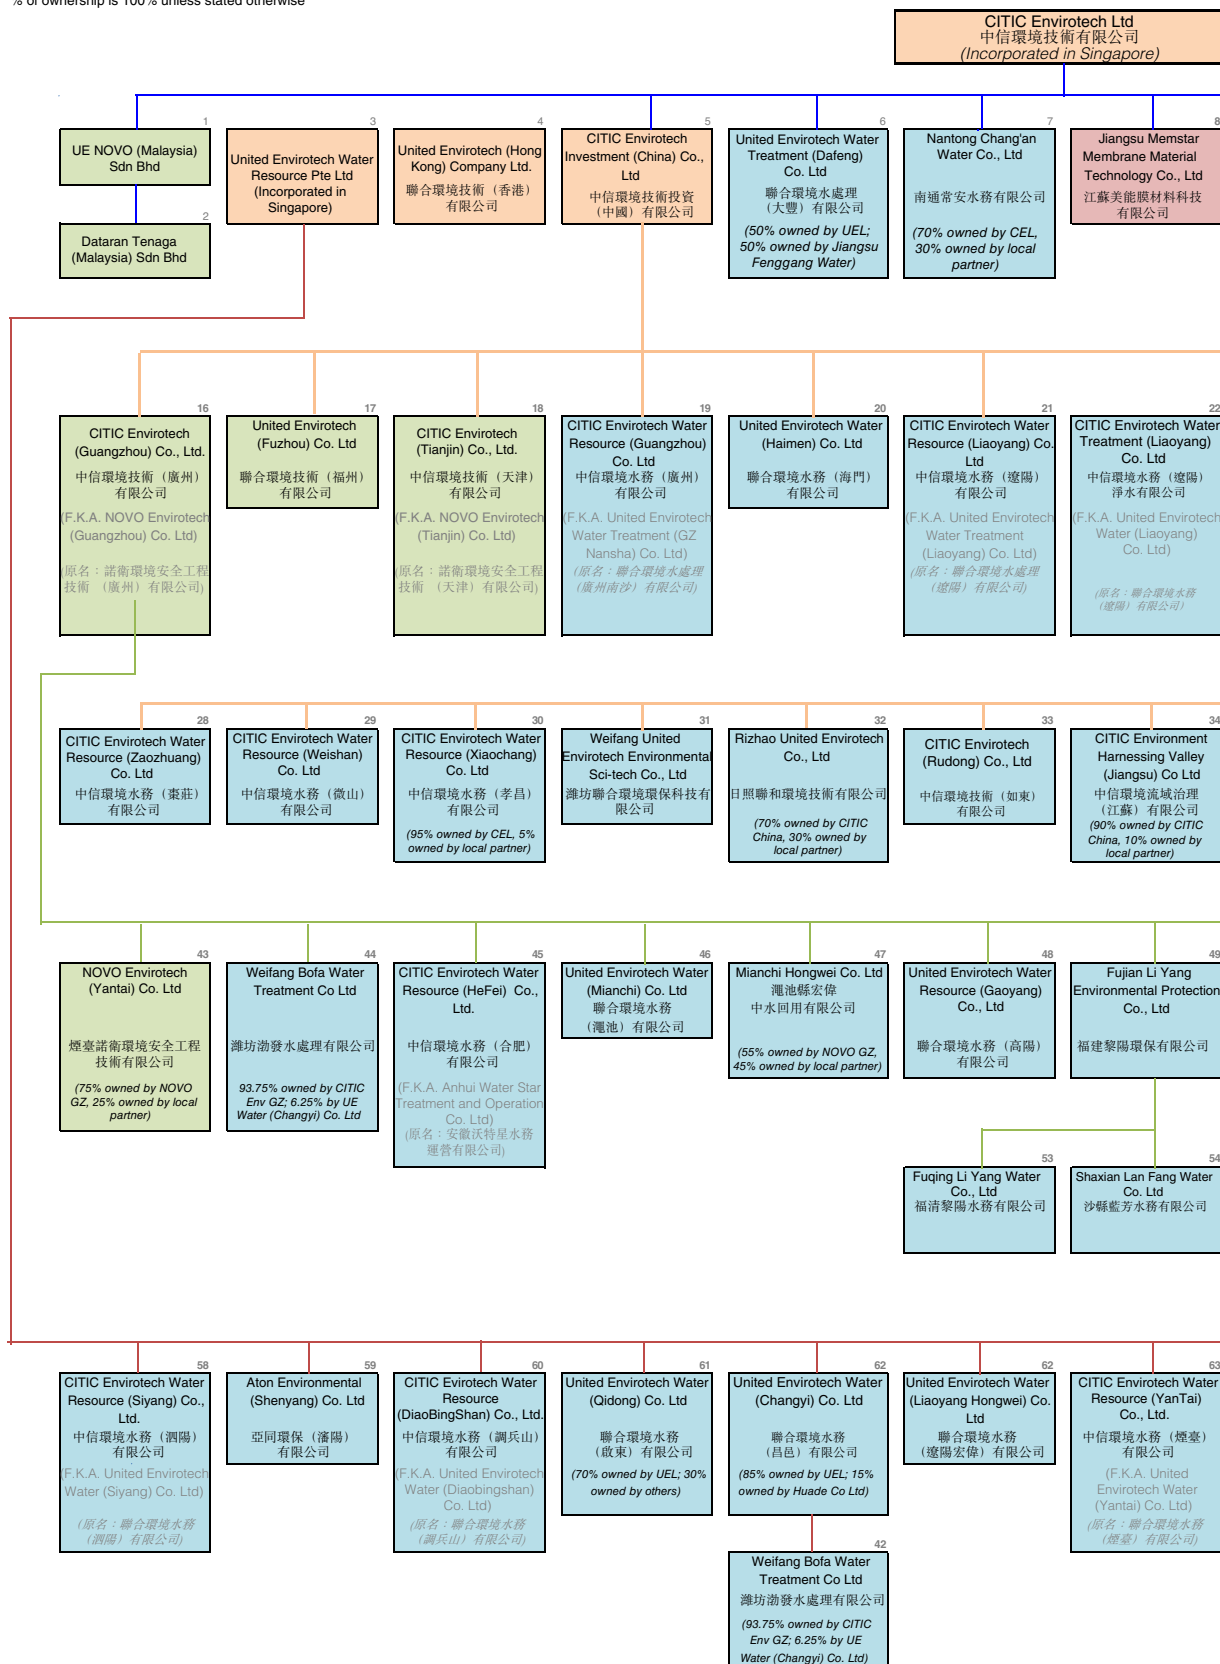 % of ownership is 100% unless stated otherwise
CITIC Envirotech Ltd
中信環境技術有限公司
(Incorporated in Singapore)
1
UE NOVO (Malaysia)
Sdn Bhd
2
Dataran Tenaga
(Malaysia) Sdn Bhd
3
United Envirotech Water
Resource Pte Ltd
(Incorporated in
Singapore)
4
United Envirotech (Hong
Kong) Company Ltd.
聯合環境技術（香港）
有限公司
5
CITIC Envirotech
Investment (China) Co.,
Ltd
中信環境技術投資
（中國）有限公司
6
United Envirotech Water
Treatment (Dafeng)
Co. Ltd
聯合環境水處理
（大豐）有限公司
(50% owned by UEL;
50% owned by Jiangsu
Fenggang Water)
7
Nantong Chang'an
Water Co., Ltd
南通常安水務有限公司
(70% owned by CEL,
30% owned by local
partner)
8
Jiangsu Memstar
Membrane Material
Technology Co., Ltd
江蘇美能膜材料科技
有限公司
16
CITIC Envirotech
(Guangzhou) Co., Ltd.
中信環境技術（廣州）
有限公司
(F.K.A. NOVO Envirotech
(Guangzhou) Co. Ltd)
(原名：諾衛環境安全工程
技術 （廣州）有限公司)
17
United Envirotech
(Fuzhou) Co. Ltd
聯合環境技術（福州）
有限公司
18
CITIC Envirotech
(Tianjin) Co., Ltd.
中信環境技術（天津）
有限公司
(F.K.A. NOVO Envirotech
(Tianjin) Co. Ltd)
(原名：諾衛環境安全工程
技術 （天津）有限公司)
19
CITIC Envirotech Water
Resource (Guangzhou)
Co. Ltd
中信環境水務（廣州）
有限公司
(F.K.A. United Envirotech
Water Treatment (GZ
Nansha) Co. Ltd)
(原名：聯合環境水處理
（廣州南沙）有限公司)
20
United Envirotech Water
(Haimen) Co. Ltd
聯合環境水務（海門）
有限公司
21
CITIC Envirotech Water
Resource (Liaoyang) Co.
Ltd
中信環境水務（遼陽）
有限公司
(F.K.A. United Envirotech
Water Treatment
(Liaoyang) Co. Ltd)
(原名：聯合環境水處理
（遼陽）有限公司)
22
CITIC Envirotech Water
Treatment (Liaoyang)
Co. Ltd
中信環境水務（遼陽）
淨水有限公司
(F.K.A. United Envirotech
Water (Liaoyang)
Co. Ltd)
(原名：聯合環境水務
（遼陽）有限公司）
28
CITIC Envirotech Water
Resource (Zaozhuang)
Co. Ltd
中信環境水務（棗莊）
有限公司
29
CITIC Envirotech Water
Resource (Weishan)
Co. Ltd
中信環境水務（微山）
有限公司
30
CITIC Envirotech Water
Resource (Xiaochang)
Co. Ltd
中信環境水務（孝昌）
有限公司
(95% owned by CEL, 5%
owned by local partner)
31
Weifang United
Envirotech Environmental
Sci-tech Co., Ltd
濰坊聯合環境環保科技有
限公司
32
Rizhao United Envirotech
Co., Ltd
日照聯和環境技術有限公司
(70% owned by CITIC
China, 30% owned by
local partner)
33
CITIC Envirotech
(Rudong) Co., Ltd
中信環境技術（如東）
有限公司
34
CITIC Environment
Harnessing Valley
(Jiangsu) Co Ltd
中信環境流域治理
（江蘇）有限公司
(90% owned by CITIC
China, 10% owned by
local partner)
43
NOVO Envirotech
(Yantai) Co. Ltd
煙臺諾衛環境安全工程
技術有限公司
(75% owned by NOVO
GZ, 25% owned by local
partner)
44
Weifang Bofa Water
Treatment Co Ltd
濰坊渤發水處理有限公司
93.75% owned by CITIC
Env GZ; 6.25% by UE
Water (Changyi) Co. Ltd
45
CITIC Envirotech Water
Resource (HeFei) Co.,
Ltd.
中信環境水務（合肥）
有限公司
(F.K.A. Anhui Water Star
Treatment and Operation
Co. Ltd)
(原名：安徽沃特星水務
運營有限公司)
46
United Envirotech Water
(Mianchi) Co. Ltd
聯合環境水務
（澠池）有限公司
47
Mianchi Hongwei Co. Ltd
澠池縣宏偉
中水回用有限公司
(55% owned by NOVO GZ,
45% owned by local partner)
48
United Envirotech Water
Resource (Gaoyang)
Co., Ltd
聯合環境水務（高陽）
有限公司
49
Fujian Li Yang
Environmental Protection
Co., Ltd
福建黎陽環保有限公司
53
Fuqing Li Yang Water
Co., Ltd
福清黎陽水務有限公司
54
Shaxian Lan Fang Water
Co. Ltd
沙縣藍芳水務有限公司
58
CITIC Envirotech Water
Resource (Siyang) Co.,
Ltd.
中信環境水務（泗陽）
有限公司
(F.K.A. United Envirotech
Water (Siyang) Co. Ltd)
(原名：聯合環境水務
（泗陽）有限公司)
59
Aton Environmental
(Shenyang) Co. Ltd
亞同環保（瀋陽）
有限公司
60
CITIC Evirotech Water
Resource
(DiaoBingShan) Co., Ltd.
中信環境水務（調兵山）
有限公司
(F.K.A. United Envirotech
Water (Diaobingshan)
Co. Ltd)
(原名：聯合環境水務
（調兵山）有限公司)
61
United Envirotech Water
(Qidong) Co. Ltd
聯合環境水務
（啟東）有限公司
(70% owned by UEL; 30%
owned by others)
62
United Envirotech Water
(Changyi) Co. Ltd
聯合環境水務
（昌邑）有限公司
(85% owned by UEL; 15%
owned by Huade Co Ltd)
62
United Envirotech Water
(Liaoyang Hongwei) Co.
Ltd
聯合環境水務
（遼陽宏偉）有限公司
63
CITIC Envirotech Water
Resource (YanTai)
Co., Ltd.
中信環境水務（煙臺）
有限公司
(F.K.A. United
Envirotech Water
(Yantai) Co. Ltd)
(原名：聯合環境水務
（煙臺）有限公司)
42
Weifang Bofa Water
Treatment Co Ltd
濰坊渤發水處理有限公司
(93.75% owned by CITIC
Env GZ; 6.25% by UE
Water (Changyi) Co. Ltd)